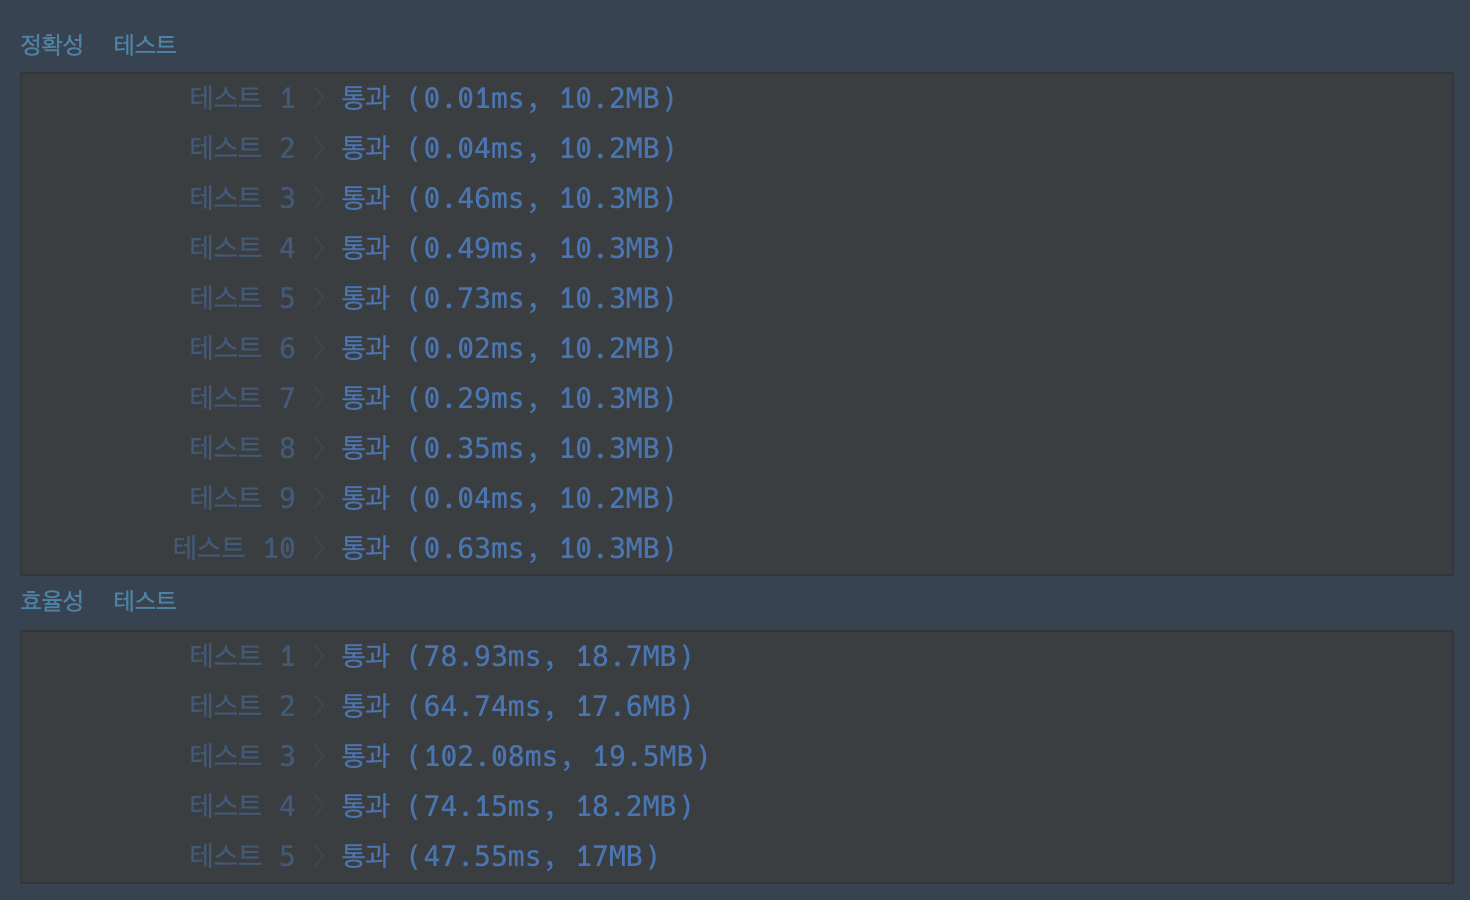 정확성 테스트
테스트 1 〉 통과 (0.01ms, 10.2MB)
테스트 2 〉 통과 (0.04ms, 10.2MB)
테스트 3 〉 통과 (0.46ms, 10.3MB)
테스트 4 〉 통과 (0.49ms, 10.3MB)
테스트 5 〉 통과 (0.73ms, 10.3MB)
테스트 6 〉 통과 (0.02ms, 10.2MB)
테스트 7 〉 통과 (0.29ms, 10.3MB)
테스트 8 〉 통과 (0.35ms, 10.3MB)
테스트 9 〉 통과 (0.04ms, 10.2MB)
테스트 10 〉 통과 (0.63ms, 10.3MB)
효율성 테스트
테스트 1 〉 통과 (78.93ms, 18.7MB)
테스트 2 〉 통과 (64.74ms, 17.6MB)
테스트 3 〉 통과 (102.08ms, 19.5MB)
테스트 4 〉 통과 (74.15ms, 18.2MB)
테스트 5 〉 통과 (47.55ms, 17MB)